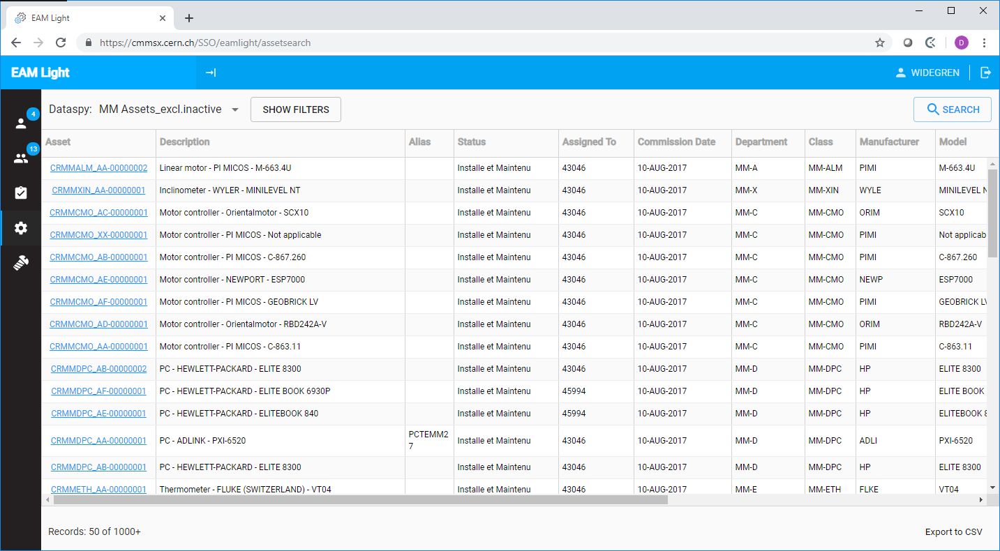 EAM Light
https://cmmsx.cern.ch/SSO/eamlight/assetsearch
D
EAM Light
WIDEGREN
4
13
Dataspy: MM Assets_excl.inactive SHOW FILTERS SEARCH
Asset Description Alias Status Assigned To Commission Date Department Class Manufacturer Model
CRMMALM_AA-00000002 Linear motor - PI MICOS - M-663.4U Installe et Maintenu 43046 10-AUG-2017 MM-A MM-ALM PIMI M-663.4U
CRMMXIN_AA-00000001 Inclinometer - WYLER - MINILEVEL NT Installe et Maintenu 43046 10-AUG-2017 MM-X MM-XIN WYLE MINILEVEL N
CRMMCMO_AC-00000001 Motor controller - Orientalmotor - SCX10 Installe et Maintenu 43046 10-AUG-2017 MM-C MM-CMO ORIM SCX10
CRMMCMO_XX-00000001 Motor controller - PI MICOS - Not applicable Installe et Maintenu 43046 10-AUG-2017 MM-C MM-CMO PIMI Not applicab
CRMMCMO_AB-00000001 Motor controller - PI MICOS - C-867.260 Installe et Maintenu 43046 10-AUG-2017 MM-C MM-CMO PIMI C-867.260
CRMMCMO_AE-00000001 Motor controller - NEWPORT - ESP7000 Installe et Maintenu 43046 10-AUG-2017 MM-C MM-CMO NEWP ESP7000
CRMMCMO_AF-00000001 Motor controller - PI MICOS - GEOBRICK LV Installe et Maintenu 43046 10-AUG-2017 MM-C MM-CMO PIMI GEOBRICK LV
CRMMCMO_AD-00000001 Motor controller - Orientalmotor - RBD242A-V Installe et Maintenu 43046 10-AUG-2017 MM-C MM-CMO ORIM RBD242A-V
CRMMCMO_AA-00000001 Motor controller - PI MICOS - C-863.11 Installe et Maintenu 43046 10-AUG-2017 MM-C MM-CMO PIMI C-863.11
CRMMDPC_AB-00000002 PC - HEWLETT-PACKARD - ELITE 8300 Installe et Maintenu 43046 10-AUG-2017 MM-D MM-DPC HP ELITE 8300
CRMMDPC_AF-00000001 PC - HEWLETT-PACKARD - ELITE BOOK 6930P Installe et Maintenu 45994 10-AUG-2017 MM-D MM-DPC HP ELITE BOOK
CRMMDPC_AE-00000001 PC - HEWLETT-PACKARD - ELITEBOOK 840 Installe et Maintenu 45994 10-AUG-2017 MM-D MM-DPC HP ELITEBOOK 8
CRMMDPC_AA-00000001 PC - ADLINK - PXI-6520 PCTEMM2 Installe et Maintenu 43046 10-AUG-2017 MM-D MM-DPC ADLI PXI-6520
7
CRMMDPC_AB-00000001 PC - HEWLETT-PACKARD - ELITE 8300 Installe et Maintenu 43046 10-AUG-2017 MM-D MM-DPC HP ELITE 8300
CRMMETH_AA-00000001 Thermometer - FLUKE (SWITZERLAND) - VT04 Installe et Maintenu 43046 10-AUG-2017 MM-E MM-ETH FLKE VT04
Records: 50 of 1000+ Export to CSV